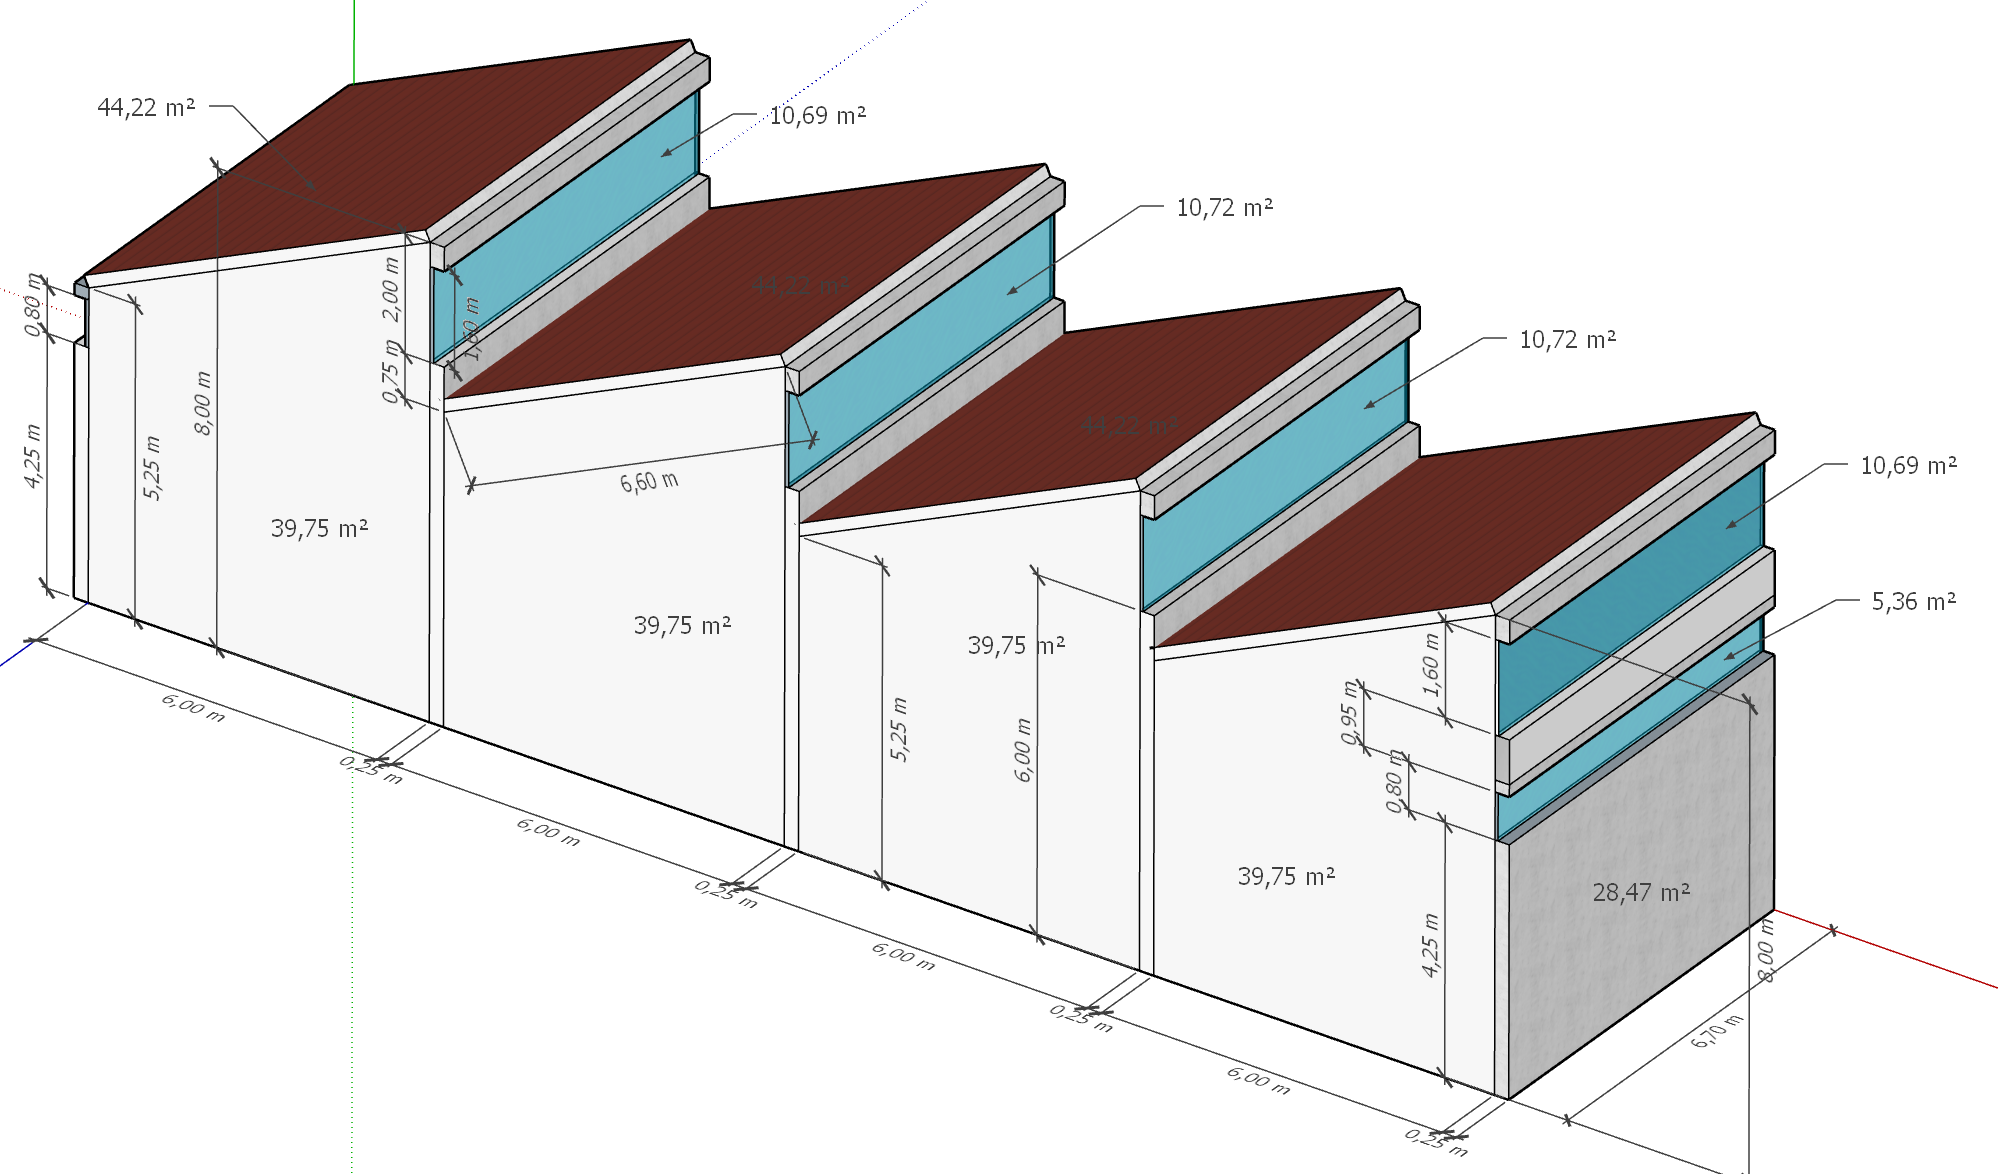 44,22 m²
10,69 m²
10,72 m²
44,22 m²
0,80 m
2,00 m
1,60 m
0,75 m
8,00 m
10,72 m²
4,25 m
5,25 m
6,60 m
44,22 m²
39,75 m²
10,69 m²
39,75 m²
39,75 m²
5,36 m²
1,60 m
0,95 m
0,80 m
6,00 m
5,25 m
6,00 m
0,25 m
39,75 m²
28,47 m²
6,00 m
4,25 m
0,25 m
8,00 m
6,00 m
6,70 m
0,25 m
6,00 m
0,25 m